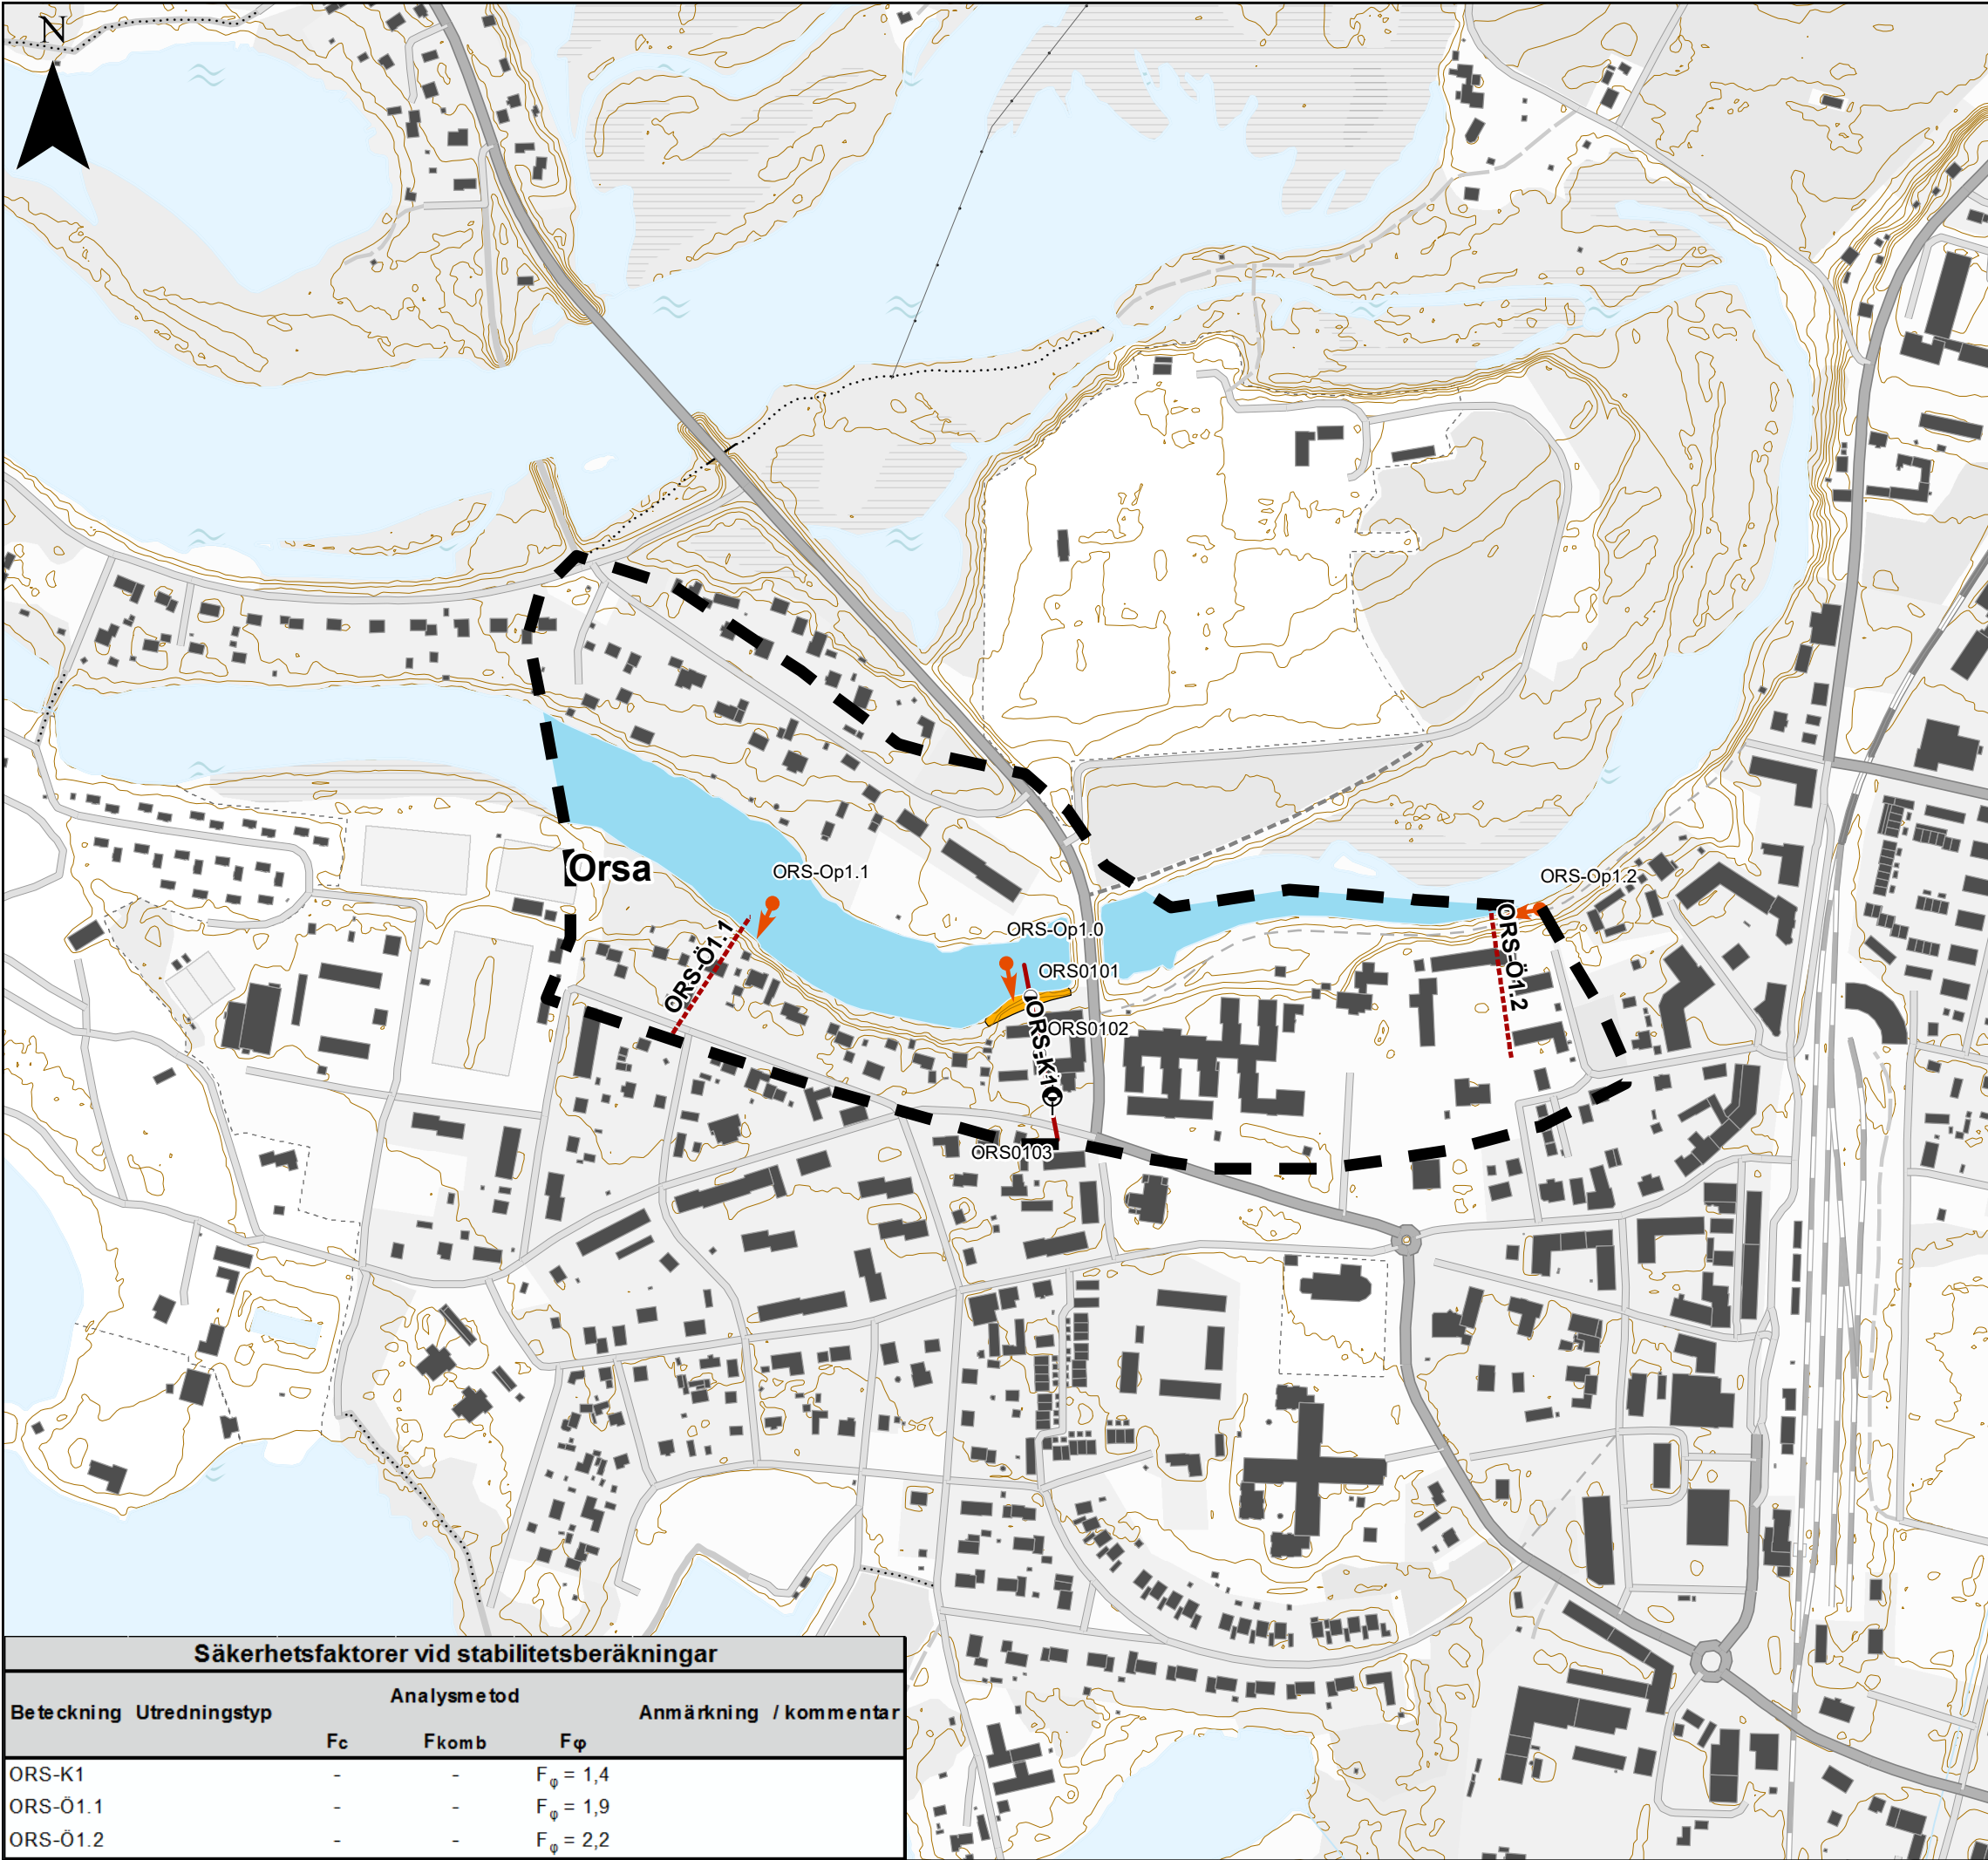 N
Orsa
ORS-Op1.1
ORS-Op1.2
ORS-Ö1.1
ORS-Op1.0
ORS0101
ORS-Ö1.2
ORS-K1
ORS0102
ORS0103
Säkerhetsfaktorer vid stabilitetsberäkningar
Beteckning Utredningstyp Analysmetod Anmärkning / kommentar
Fc Fkomb Fφ
ORS-K1 - - Fφ = 1,4
ORS-Ö1.1 - - Fφ = 1,9
ORS-Ö1.2 - - Fφ = 2,2